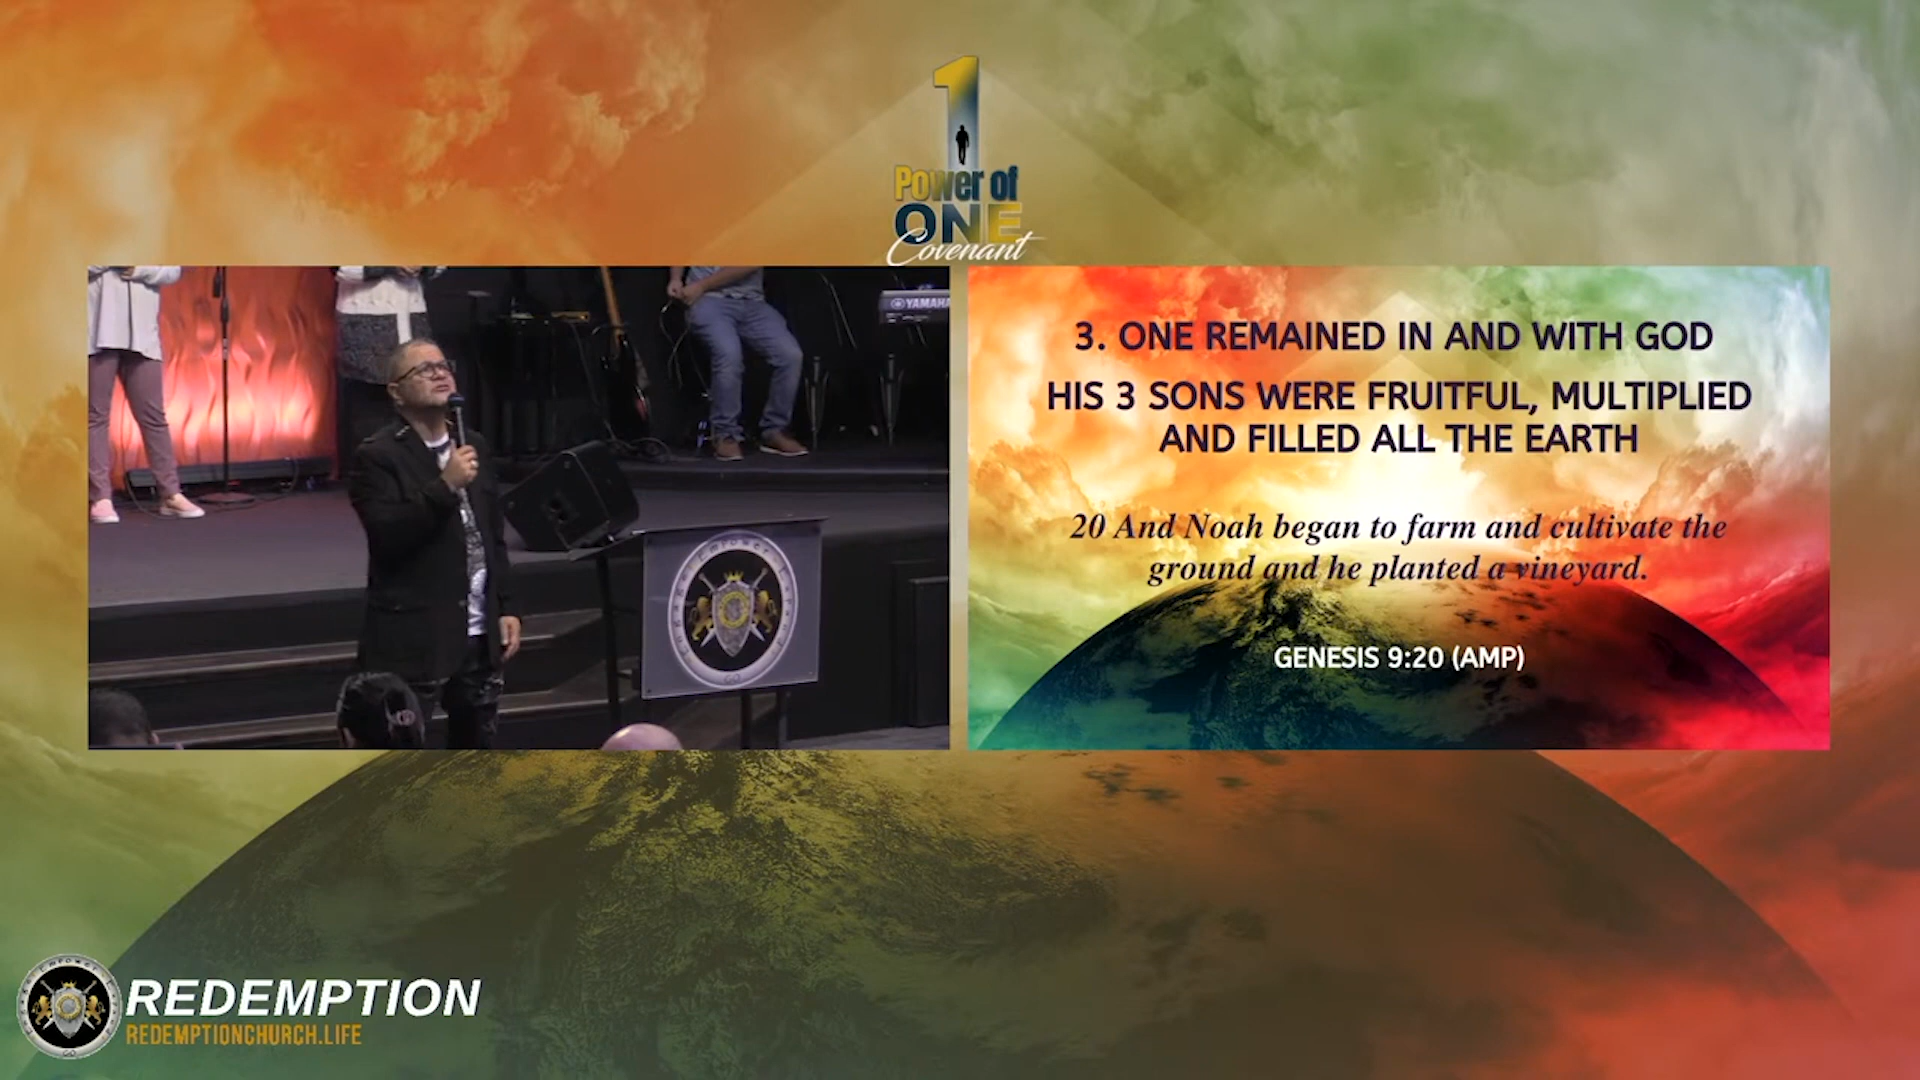 1
Power of
ONE
Covenant
YAMAHA
3. ONE REMAINED IN AND WITH GOD
HIS 3 SONS WERE FRUITFUL, MULTIPLIED
AND FILLED ALL THE EARTH
20 And Noah began to farm and cultivate the
ground and he planted a vineyard.
GENESIS 9:20 (AMP)
Empower
GO
REDEMPTION
REDEMPTIONCHURCH.LIFE